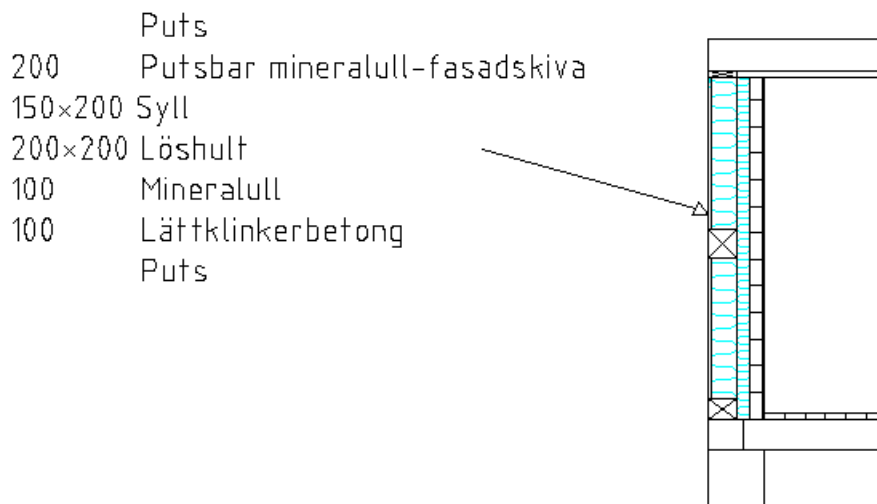 Puts
200 Putsbar mineralull-fasadskiva
150×200 Syll
200×200 Löshult
100 Mineralull
100 Lättklinkerbetong
Puts